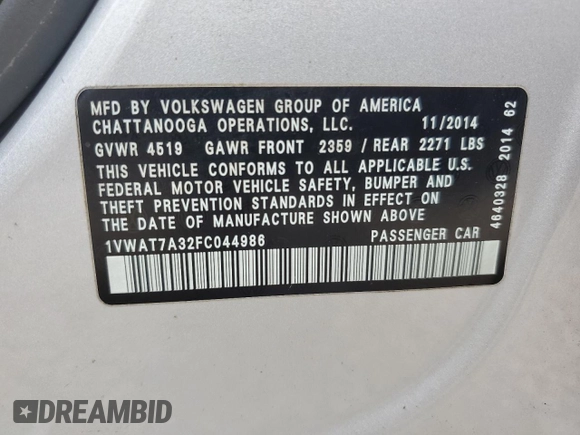 MFD BY VOLKSWAGEN GROUP OF AMERICA
CHATTANOOGA OPERATIONS, LLC. 11/2014
GVWR 4519 GAWR FRONT 2359 / REAR 2271 LBS
THIS VEHICLE CONFORMS TO ALL APPLICABLE U.S.
FEDERAL MOTOR VEHICLE SAFETY, BUMPER AND
THEFT PREVENTION STANDARDS IN EFFECT ON
THE DATE OF MANUFACTURE SHOWN ABOVE
1VWAT7A32FC044986 PASSENGER CAR
4640328 2014 62
DREAMBID